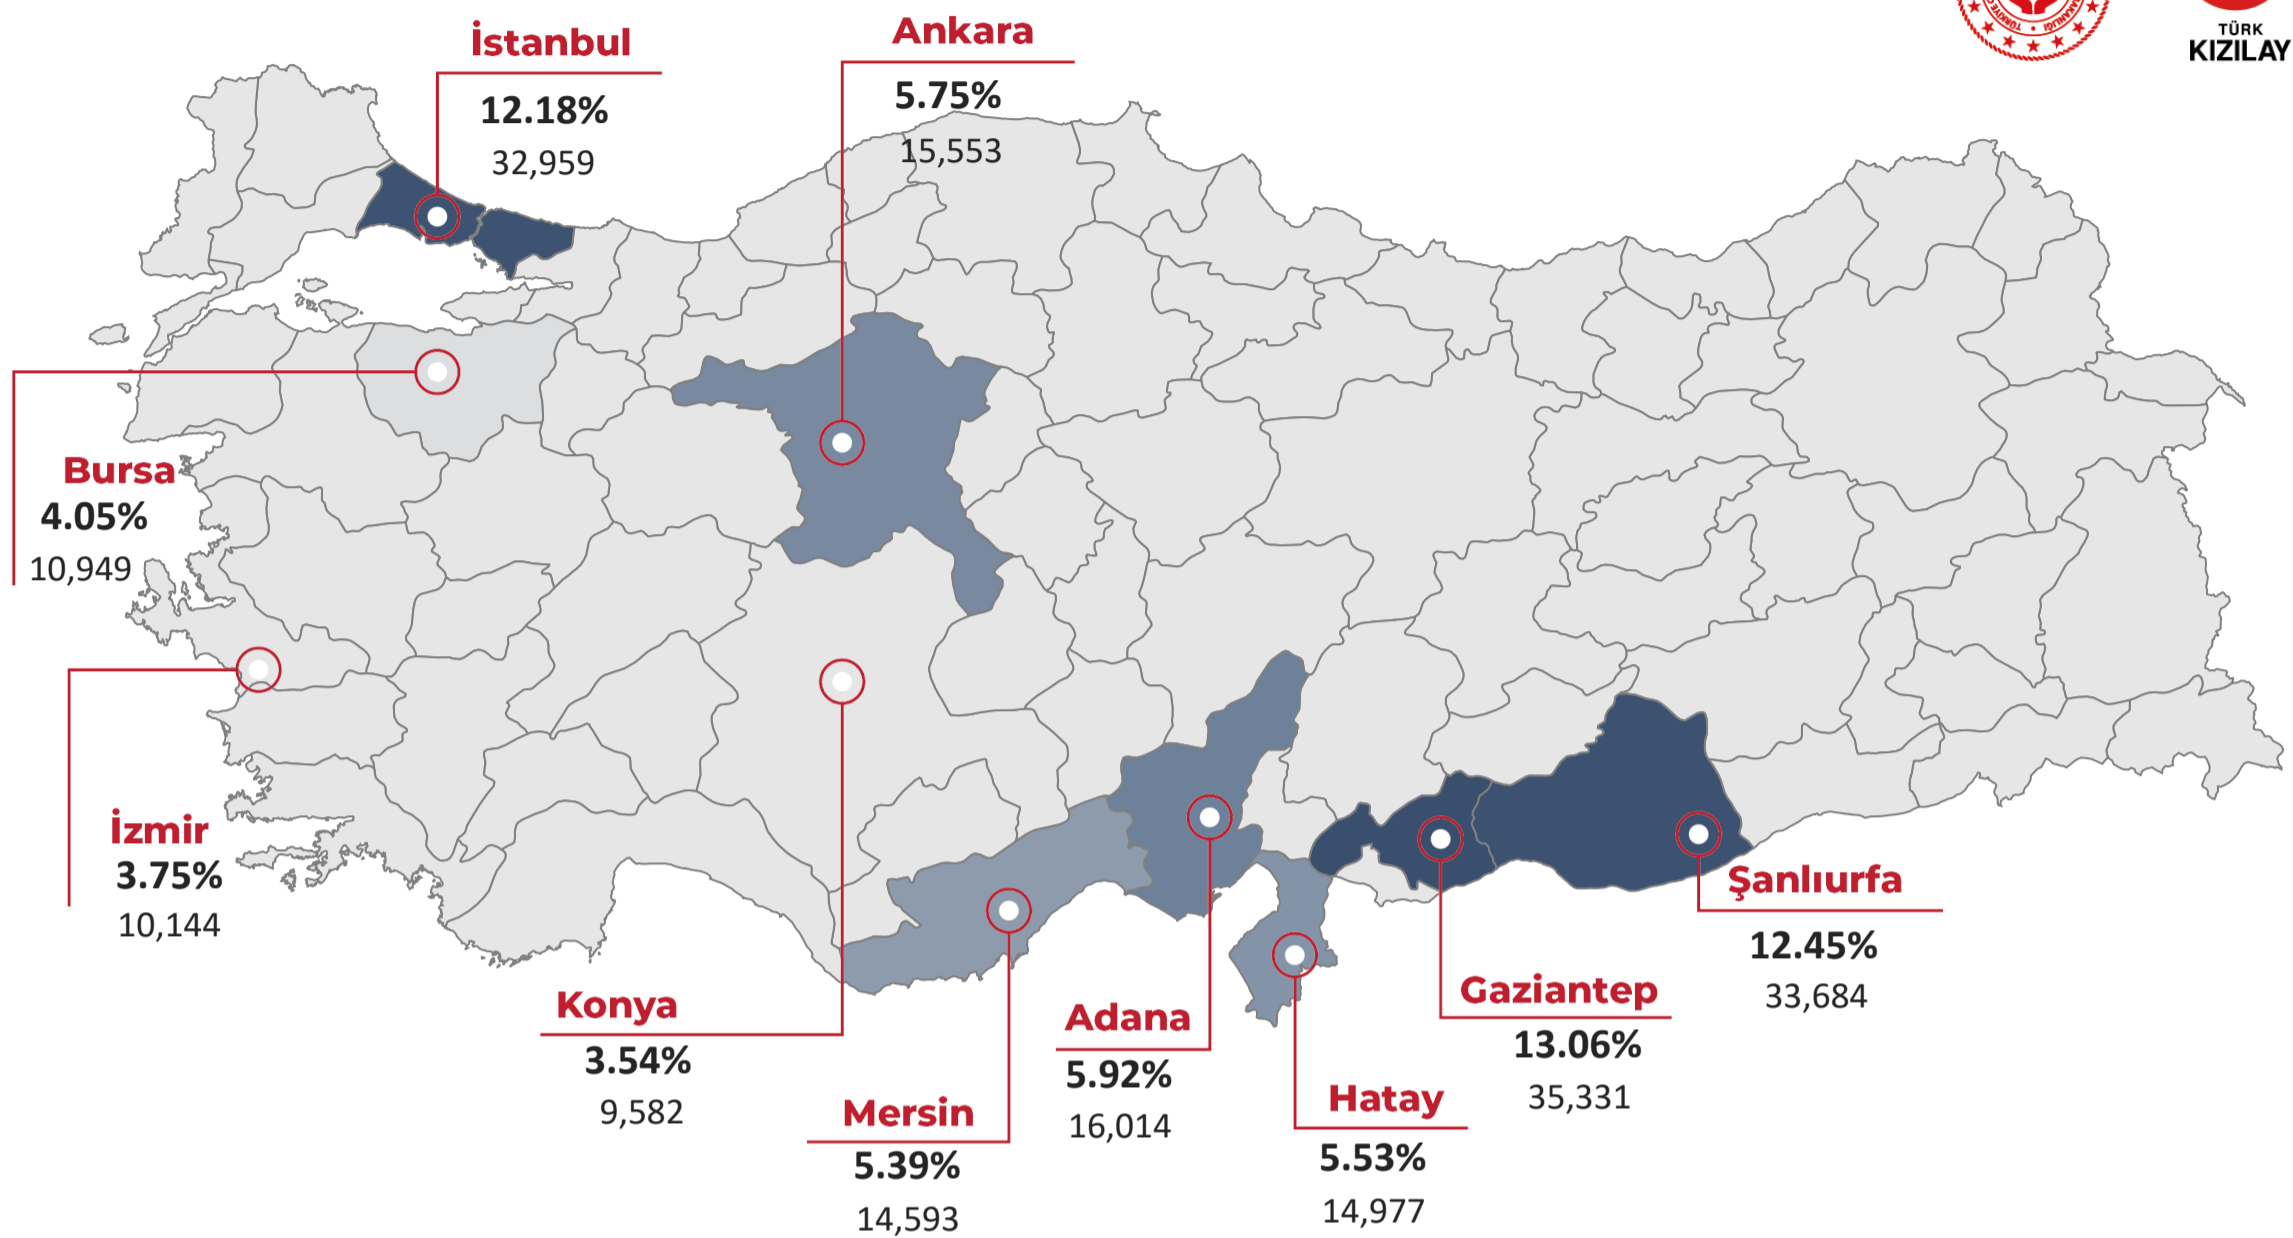 TÜRK
KIZILAY
İstanbul
12.18%
32,959
Ankara
5.75%
15,553
Bursa
4.05%
10,949
İzmir
3.75%
10,144
Konya
3.54%
9,582
Mersin
5.39%
14,593
Adana
5.92%
16,014
Hatay
5.53%
14,977
Gaziantep
13.06%
35,331
Şanlıurfa
12.45%
33,684